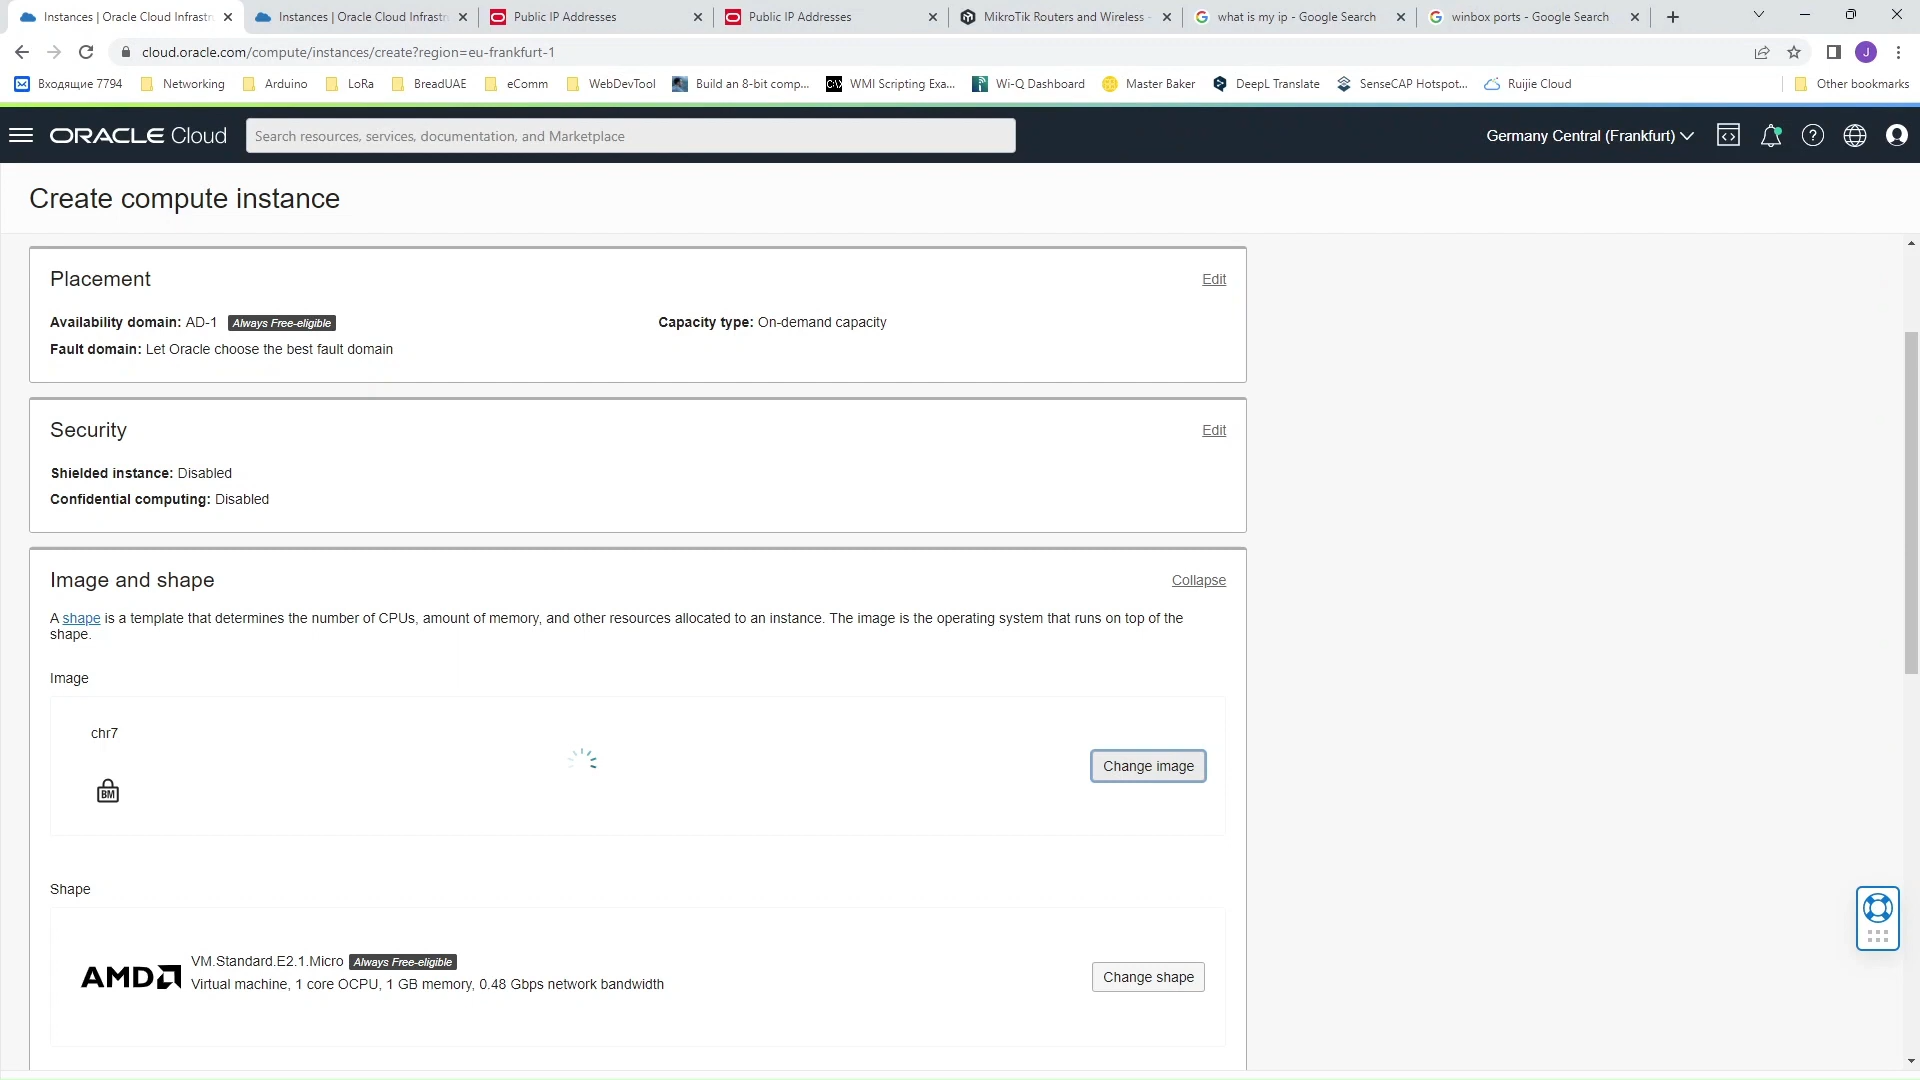 Instances | Oracle Cloud Infrastr
Instances | Oracle Cloud Infrastru
Public IP Addresses
Public IP Addresses
MikroTik Routers and Wireless -
what is my ip - Google Search
winbox ports - Google Search
cloud.oracle.com/compute/instances/create?region=eu-frankfurt-1
J
Входящие 7794
Networking
Arduino
LoRa
BreadUAE
eComm
WebDevTool
Build an 8-bit comp...
WMI Scripting Exa...
Wi-Q Dashboard
Master Baker
DeepL Translate
SenseCAP Hotspot...
Ruijie Cloud
Other bookmarks
ORACLE Cloud
Search resources, services, documentation, and Marketplace
Germany Central (Frankfurt)
Create compute instance
Placement
Edit
Availability domain: AD-1 Always Free-eligible
Capacity type: On-demand capacity
Fault domain: Let Oracle choose the best fault domain
Security
Edit
Shielded instance: Disabled
Confidential computing: Disabled
Image and shape
Collapse
A shape is a template that determines the number of CPUs, amount of memory, and other resources allocated to an instance. The image is the operating system that runs on top of the
shape.
Image
chr7
BM
Change image
Shape
AMD
VM.Standard.E2.1.Micro Always Free-eligible
Virtual machine, 1 core OCPU, 1 GB memory, 0.48 Gbps network bandwidth
Change shape